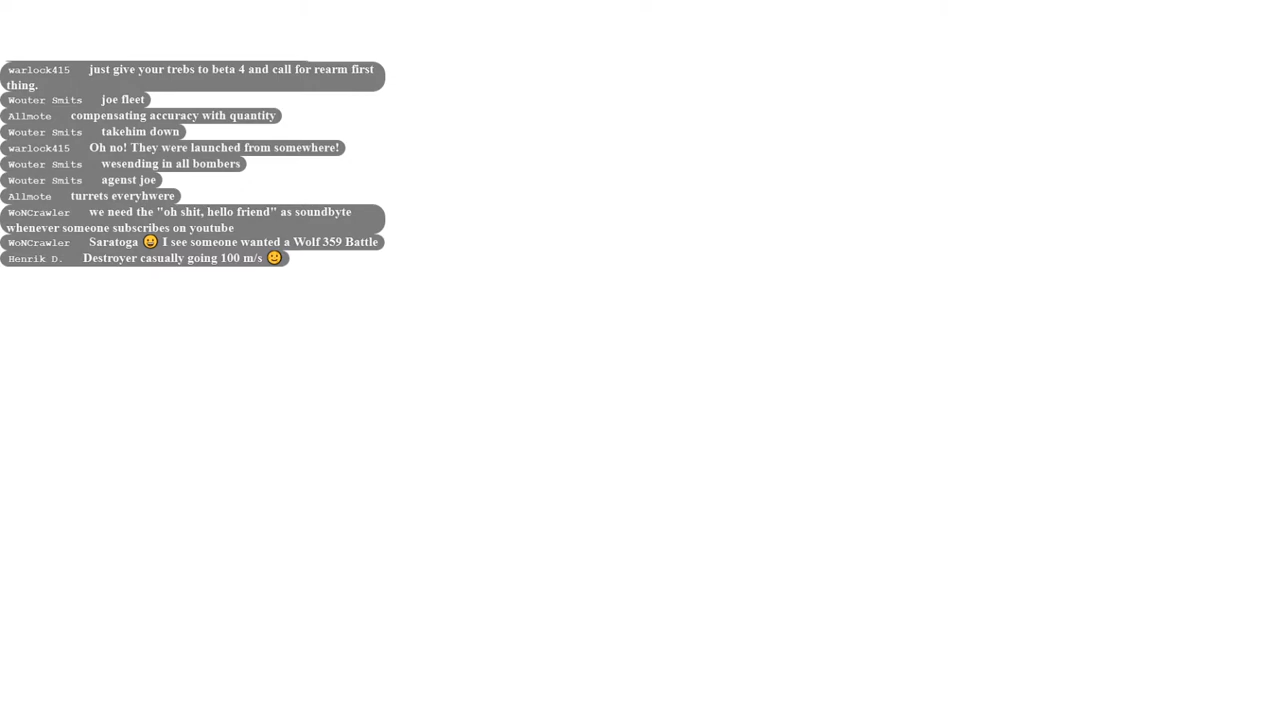 warlock415 just give your trebs to beta 4 and call for rearm first
thing.
Wouter Smits joe fleet
Allmote compensating accuracy with quantity
Wouter Smits takehim down
warlock415 Oh no! They were launched from somewhere!
Wouter Smits wesending in all bombers
Wouter Smits agenst joe
Allmote turrets everyhwere
WoNCrawler we need the "oh shit, hello friend" as soundbyte
whenever someone subscribes on youtube
WoNCrawler Saratoga 😀 I see someone wanted a Wolf 359 Battle
Henrik D. Destroyer casually going 100 m/s 🙂